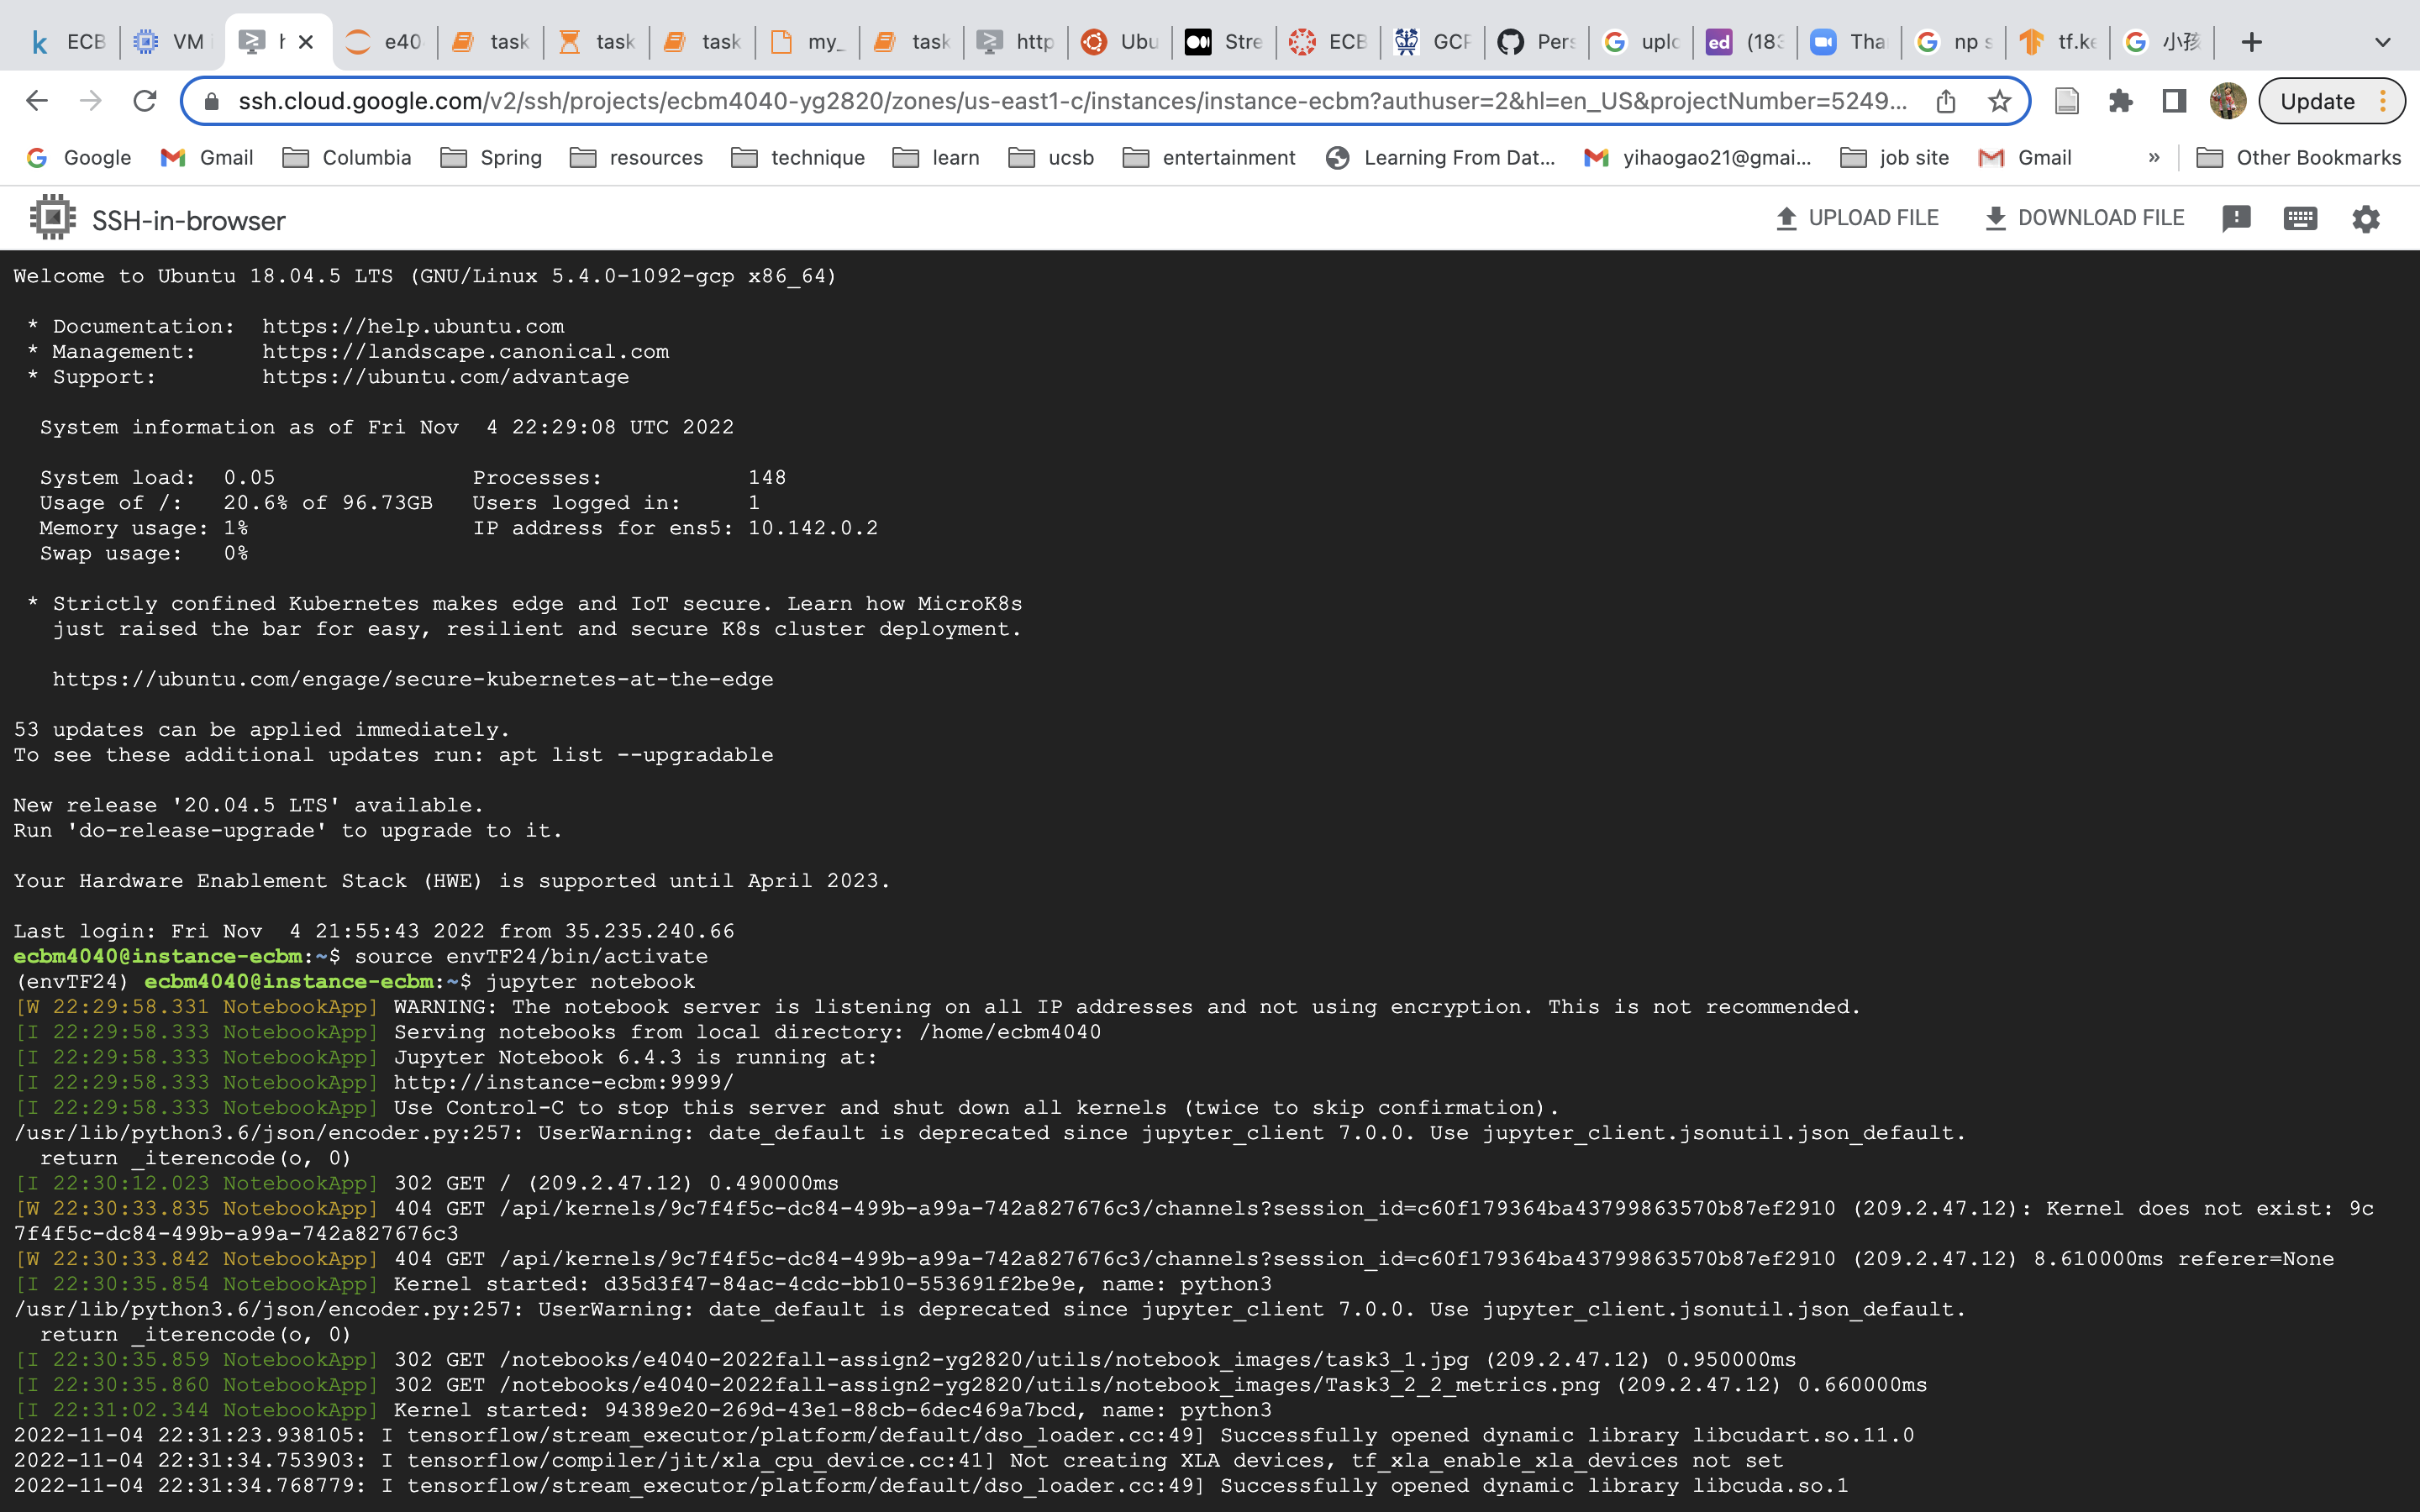 ECB
VM i
h
e40
task
task
task
my_
task
http
Ubu
Stre
ECB
GCP
Pers
uplo
ed
(183
Tha
np s
tf.ke
小孩
ssh.cloud.google.com/v2/ssh/projects/ecbm4040-yg2820/zones/us-east1-c/instances/instance-ecbm?authuser=2&hl=en_US&projectNumber=5249...
Update
Google
Gmail
Columbia
Spring
resources
technique
learn
ucsb
entertainment
Learning From Dat...
yihaogao21@gmai...
job site
Gmail
»
Other Bookmarks
SSH-in-browser
UPLOAD FILE
DOWNLOAD FILE
Welcome to Ubuntu 18.04.5 LTS (GNU/Linux 5.4.0-1092-gcp x86_64)
* Documentation:  https://help.ubuntu.com
* Management:     https://landscape.canonical.com
* Support:        https://ubuntu.com/advantage
System information as of Fri Nov  4 22:29:08 UTC 2022
System load:  0.05               Processes:           148
Usage of /:   20.6% of 96.73GB   Users logged in:     1
Memory usage: 1%                 IP address for ens5: 10.142.0.2
Swap usage:   0%
* Strictly confined Kubernetes makes edge and IoT secure. Learn how MicroK8s
just raised the bar for easy, resilient and secure K8s cluster deployment.
https://ubuntu.com/engage/secure-kubernetes-at-the-edge
53 updates can be applied immediately.
To see these additional updates run: apt list --upgradable
New release '20.04.5 LTS' available.
Run 'do-release-upgrade' to upgrade to it.
Your Hardware Enablement Stack (HWE) is supported until April 2023.
Last login: Fri Nov  4 21:55:43 2022 from 35.235.240.66
ecbm4040@instance-ecbm:~$ source envTF24/bin/activate
(envTF24) ecbm4040@instance-ecbm:~$ jupyter notebook
[W 22:29:58.331 NotebookApp] WARNING: The notebook server is listening on all IP addresses and not using encryption. This is not recommended.
[I 22:29:58.333 NotebookApp] Serving notebooks from local directory: /home/ecbm4040
[I 22:29:58.333 NotebookApp] Jupyter Notebook 6.4.3 is running at:
[I 22:29:58.333 NotebookApp] http://instance-ecbm:9999/
[I 22:29:58.333 NotebookApp] Use Control-C to stop this server and shut down all kernels (twice to skip confirmation).
/usr/lib/python3.6/json/encoder.py:257: UserWarning: date_default is deprecated since jupyter_client 7.0.0. Use jupyter_client.jsonutil.json_default.
return _iterencode(o, 0)
[I 22:30:12.023 NotebookApp] 302 GET / (209.2.47.12) 0.490000ms
[W 22:30:33.835 NotebookApp] 404 GET /api/kernels/9c7f4f5c-dc84-499b-a99a-742a827676c3/channels?session_id=c60f179364ba43799863570b87ef2910 (209.2.47.12): Kernel does not exist: 9c
7f4f5c-dc84-499b-a99a-742a827676c3
[W 22:30:33.842 NotebookApp] 404 GET /api/kernels/9c7f4f5c-dc84-499b-a99a-742a827676c3/channels?session_id=c60f179364ba43799863570b87ef2910 (209.2.47.12) 8.610000ms referer=None
[I 22:30:35.854 NotebookApp] Kernel started: d35d3f47-84ac-4cdc-bb10-553691f2be9e, name: python3
/usr/lib/python3.6/json/encoder.py:257: UserWarning: date_default is deprecated since jupyter_client 7.0.0. Use jupyter_client.jsonutil.json_default.
return _iterencode(o, 0)
[I 22:30:35.859 NotebookApp] 302 GET /notebooks/e4040-2022fall-assign2-yg2820/utils/notebook_images/task3_1.jpg (209.2.47.12) 0.950000ms
[I 22:30:35.860 NotebookApp] 302 GET /notebooks/e4040-2022fall-assign2-yg2820/utils/notebook_images/Task3_2_2_metrics.png (209.2.47.12) 0.660000ms
[I 22:31:02.344 NotebookApp] Kernel started: 94389e20-269d-43e1-88cb-6dec469a7bcd, name: python3
2022-11-04 22:31:23.938105: I tensorflow/stream_executor/platform/default/dso_loader.cc:49] Successfully opened dynamic library libcudart.so.11.0
2022-11-04 22:31:34.753903: I tensorflow/compiler/jit/xla_cpu_device.cc:41] Not creating XLA devices, tf_xla_enable_xla_devices not set
2022-11-04 22:31:34.768779: I tensorflow/stream_executor/platform/default/dso_loader.cc:49] Successfully opened dynamic library libcuda.so.1